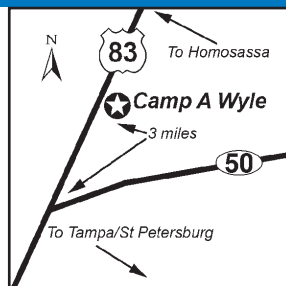 N
83
To Homosassa
Camp A Wyle
3 miles
50
To Tampa/St Petersburg